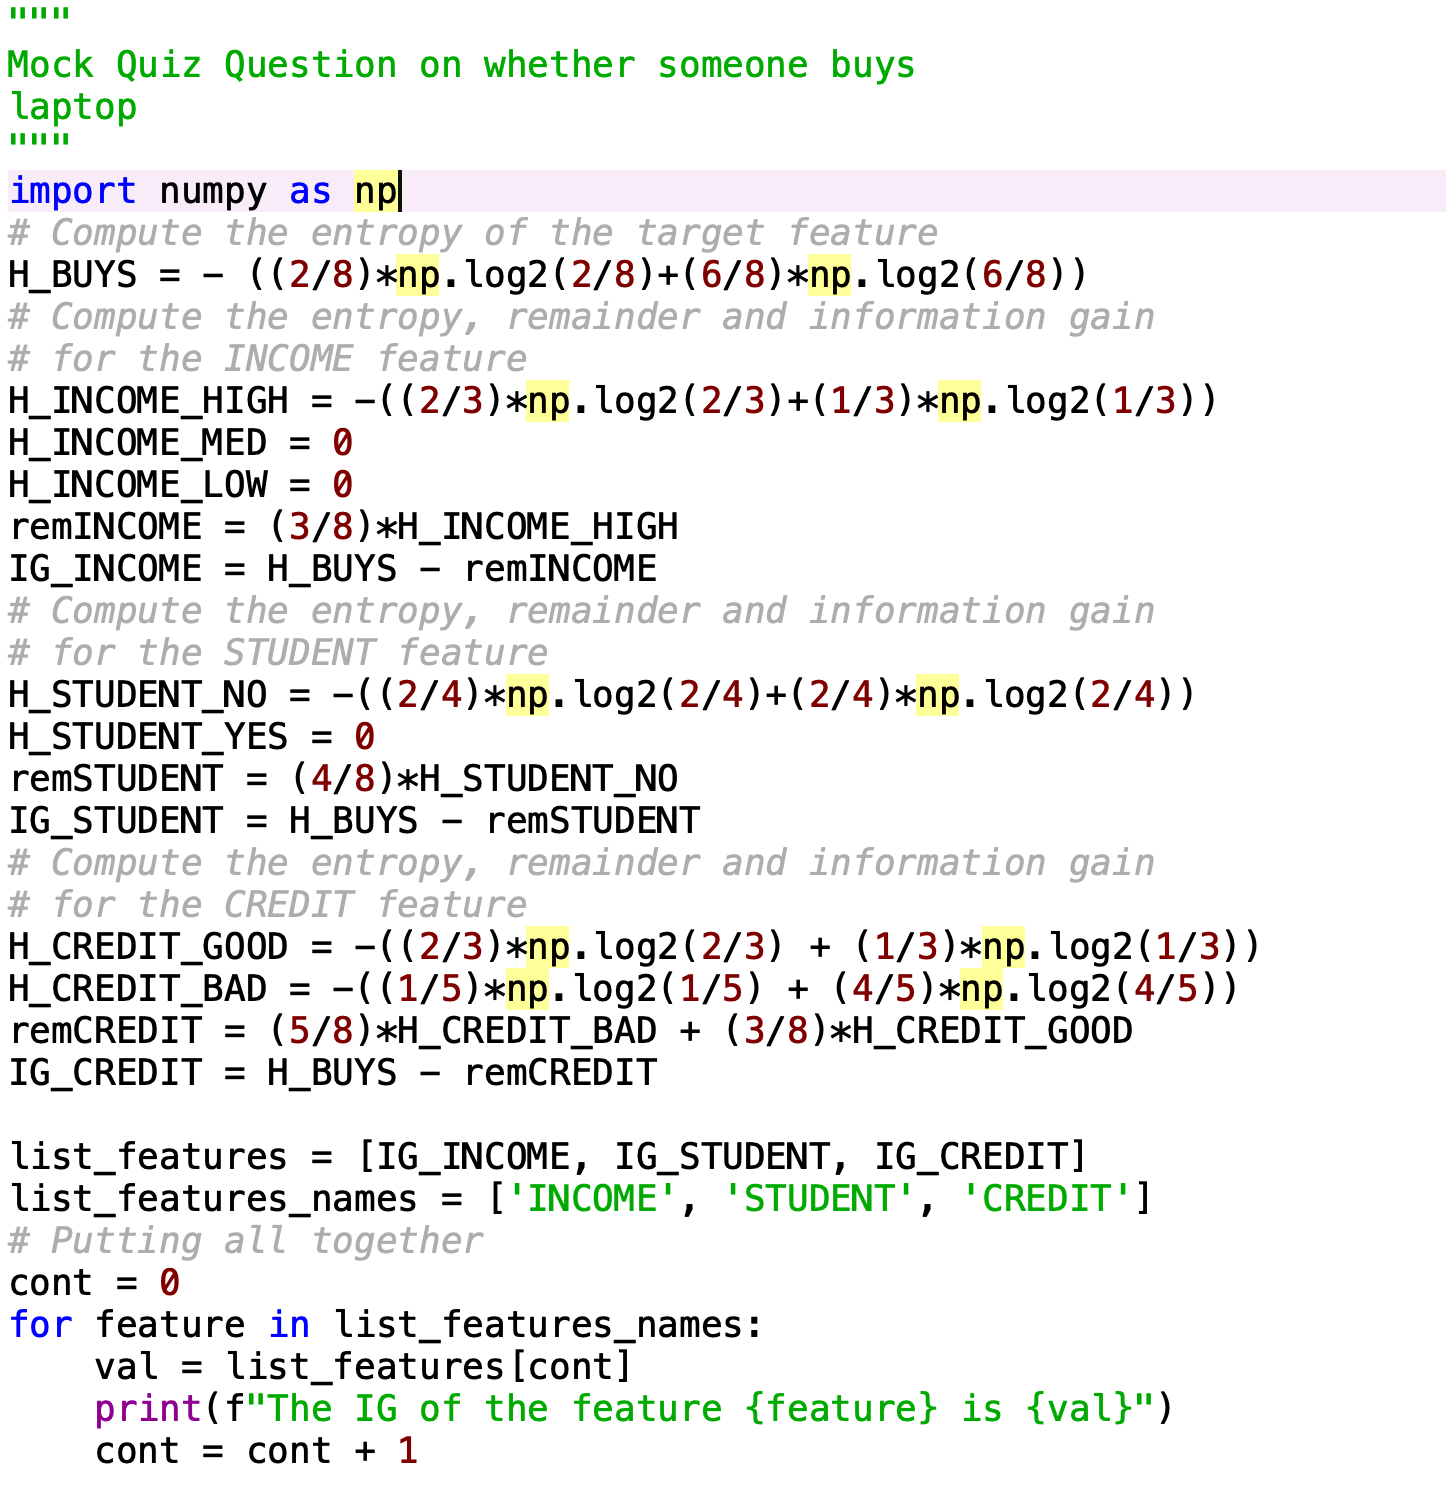 """
Mock Quiz Question on whether someone buys
laptop
"""
import numpy as np
# Compute the entropy of the target feature
H_BUYS = - ((2/8)*np.log2(2/8)+(6/8)*np.log2(6/8))
# Compute the entropy, remainder and information gain
# for the INCOME feature
H_INCOME_HIGH = -((2/3)*np.log2(2/3)+(1/3)*np.log2(1/3))
H_INCOME_MED = 0
H_INCOME_LOW = 0
remINCOME = (3/8)*H_INCOME_HIGH
IG_INCOME = H_BUYS - remINCOME
# Compute the entropy, remainder and information gain
# for the STUDENT feature
H_STUDENT_NO = -((2/4)*np.log2(2/4)+(2/4)*np.log2(2/4))
H_STUDENT_YES = 0
remSTUDENT = (4/8)*H_STUDENT_NO
IG_STUDENT = H_BUYS - remSTUDENT
# Compute the entropy, remainder and information gain
# for the CREDIT feature
H_CREDIT_GOOD = -((2/3)*np.log2(2/3) + (1/3)*np.log2(1/3))
H_CREDIT_BAD = -((1/5)*np.log2(1/5) + (4/5)*np.log2(4/5))
remCREDIT = (5/8)*H_CREDIT_BAD + (3/8)*H_CREDIT_GOOD
IG_CREDIT = H_BUYS - remCREDIT

list_features = [IG_INCOME, IG_STUDENT, IG_CREDIT]
list_features_names = ['INCOME', 'STUDENT', 'CREDIT']
# Putting all together
cont = 0
for feature in list_features_names:
    val = list_features[cont]
    print(f"The IG of the feature {feature} is {val}")
    cont = cont + 1